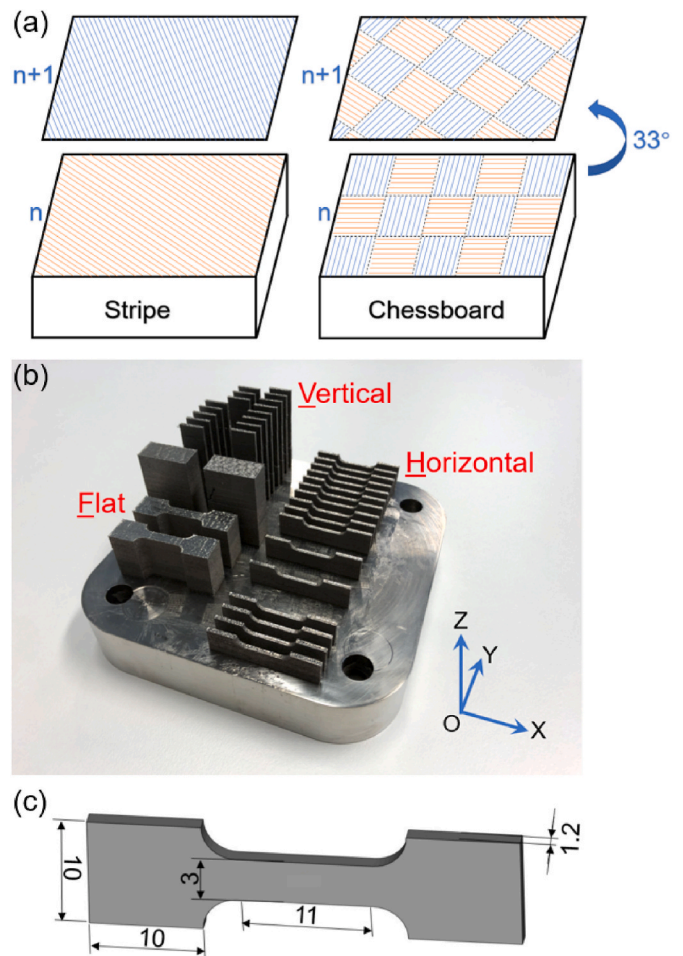 (a)
n+1
n+1
33°
n
n
Stripe
Chessboard
(b)
Vertical
Horizontal
Flat
Z
Y
O
X
(c)
10
3
1.2
11
10